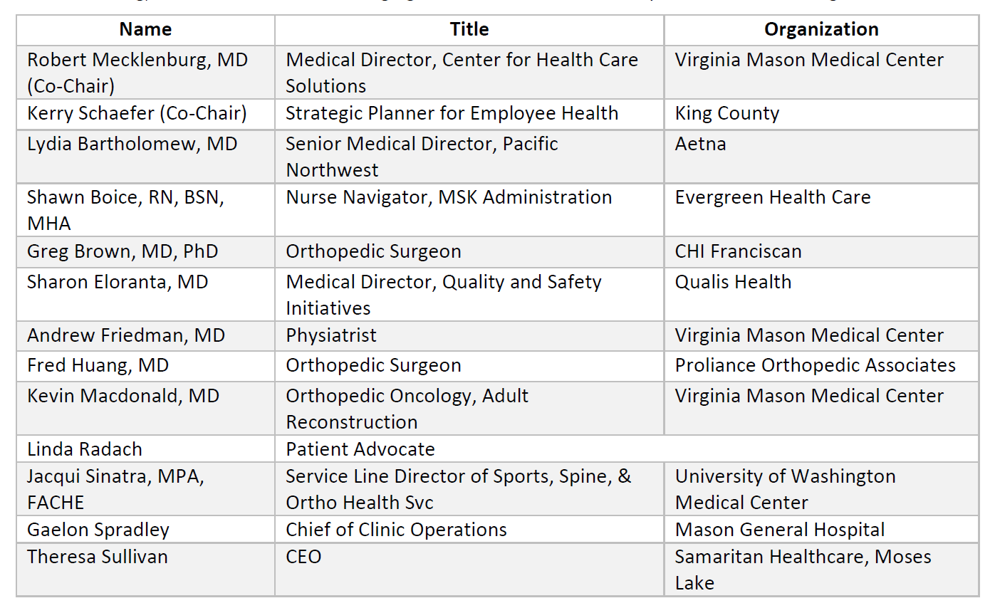 Name Title Organization
Robert Mecklenburg, MD Medical Director, Center for Health Care Virginia Mason Medical Center
(Co-Chair) Solutions
Kerry Schaefer (Co-Chair) Strategic Planner for Employee Health King County
Lydia Bartholomew, MD Senior Medical Director, Pacific Aetna
Northwest
Shawn Boice, RN, BSN, Nurse Navigator, MSK Administration Evergreen Health Care
MHA
Greg Brown, MD, PhD Orthopedic Surgeon CHI Franciscan
Sharon Eloranta, MD Medical Director, Quality and Safety Qualis Health
Initiatives
Andrew Friedman, MD Physiatrist Virginia Mason Medical Center
Fred Huang, MD Orthopedic Surgeon Proliance Orthopedic Associates
Kevin Macdonald, MD Orthopedic Oncology, Adult Virginia Mason Medical Center
Reconstruction
Linda Radach Patient Advocate
Jacqui Sinatra, MPA, Service Line Director of Sports, Spine, & University of Washington
FACHE Ortho Health Svc Medical Center
Gaelon Spradley Chief of Clinic Operations Mason General Hospital
Theresa Sullivan CEO Samaritan Healthcare, Moses
Lake